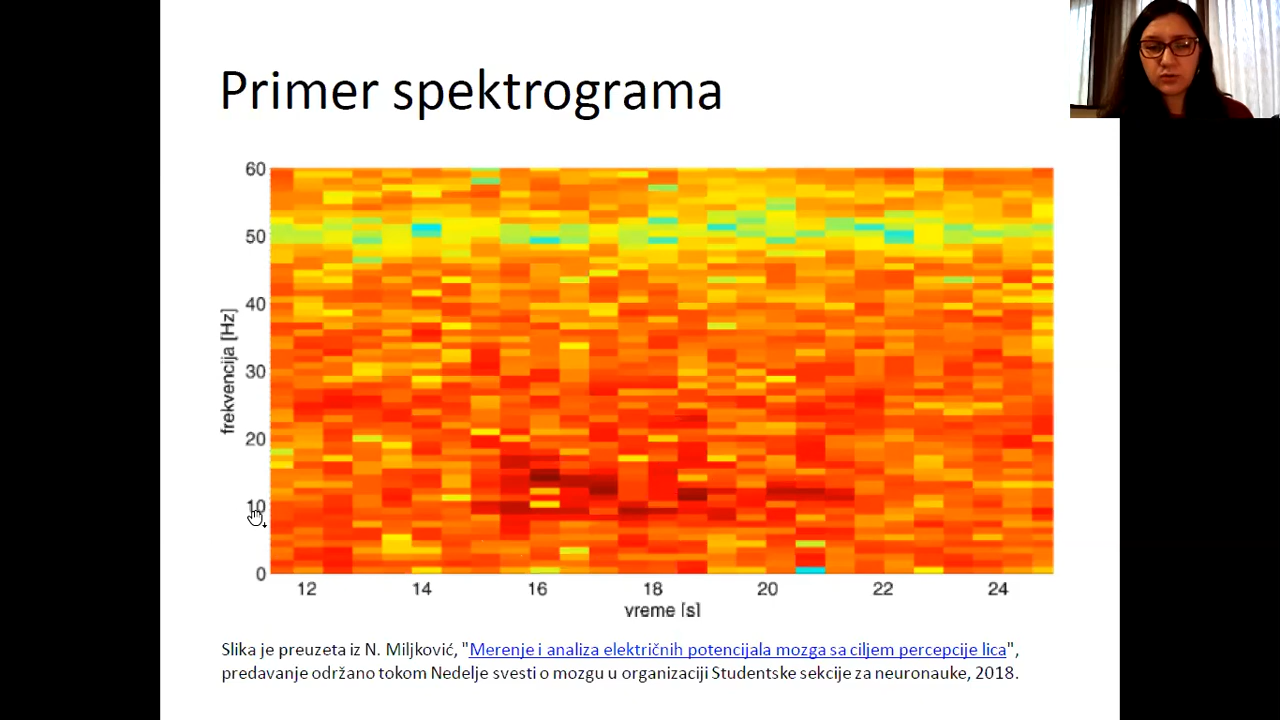 Primer spektrograma
60
50
40
30
20
10
0
frekvencija [Hz]
12 14 16 18 20 22 24
vreme [s]
Slika je preuzeta iz N. Miljković, "Merenje i analiza električnih potencijala mozga sa ciljem percepcije lica",
predavanje održano tokom Nedelje svesti o mozgu u organizaciji Studentske sekcije za neuronauke, 2018.